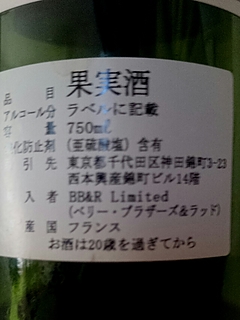 品 目 果実酒
アルコール分 ラベルに記載
容 量 750mℓ
化防止剤 (亜硫酸塩) 含有
引 先 東京都千代田区神田錦町3-23
西本興産錦町ビル14階
入 者 BB&R Limited
(ベリー・ブラザーズ&ラッド)
産 国 フランス
お酒は20歳を過ぎてから